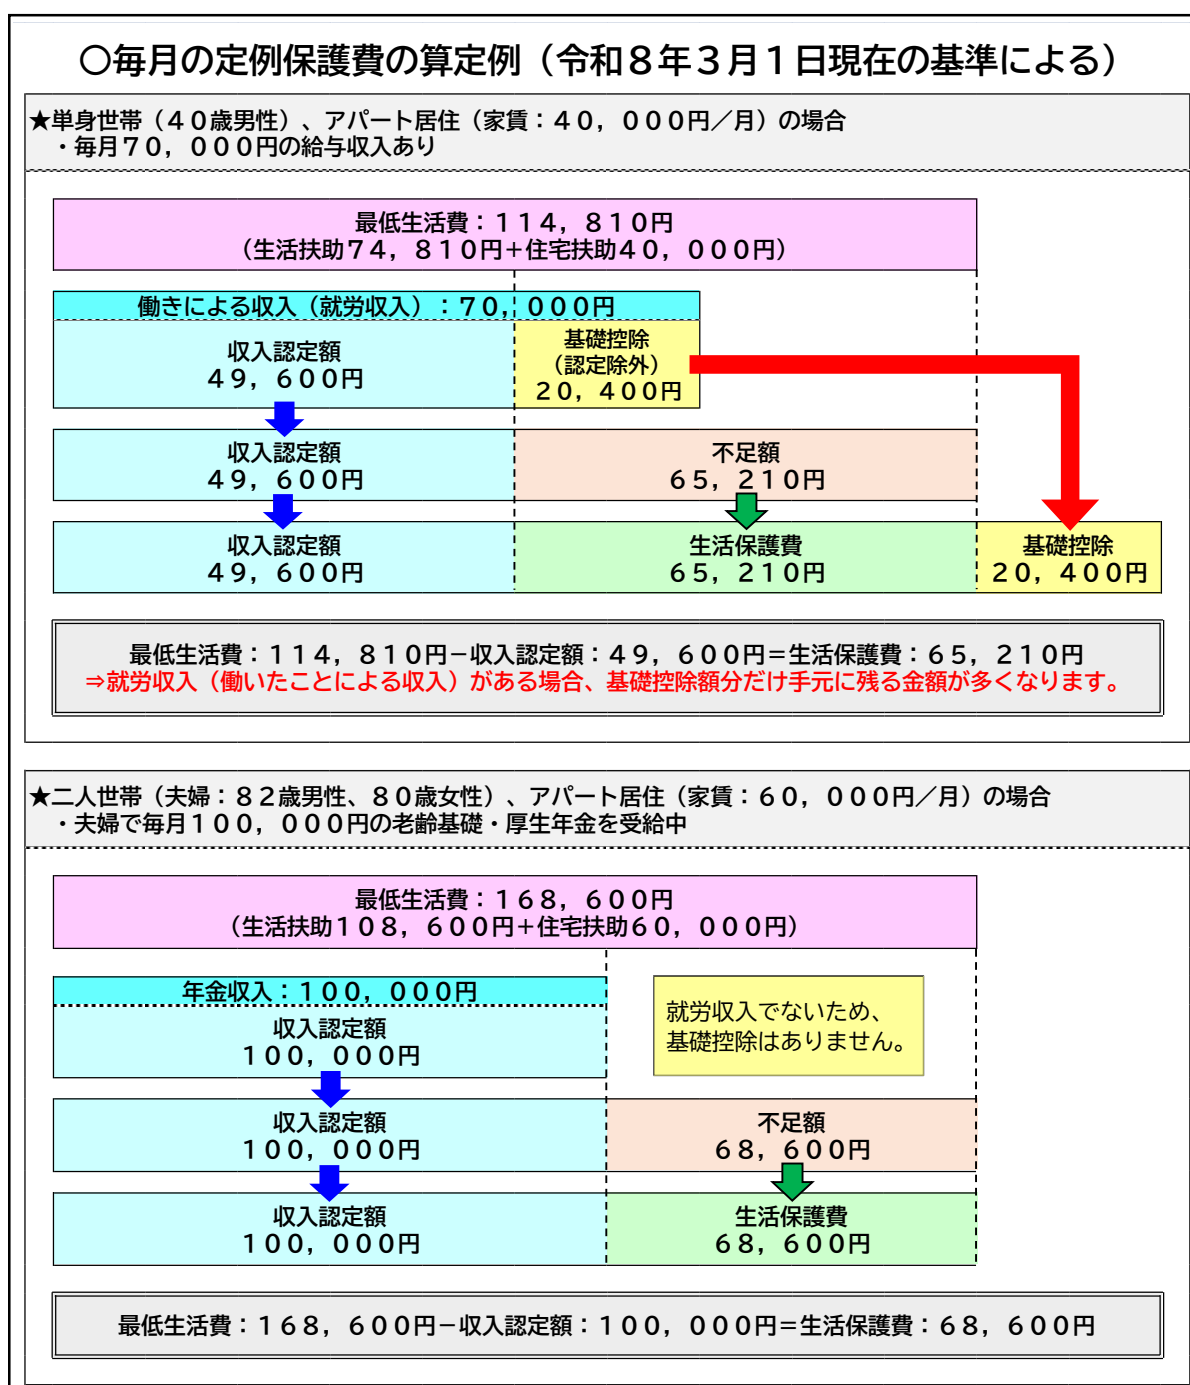 〇毎月の定例保護費の算定例（令和８年３月１日現在の基準による）
★単身世帯（４０歳男性）、アパート居住（家賃：４０，０００円／月）の場合
・毎月７０，０００円の給与収入あり
最低生活費：１１４，８１０円
（生活扶助７４，８１０円＋住宅扶助４０，０００円）
働きによる収入（就労収入）：７０，０００円
収入認定額
４９，６００円
基礎控除
（認定除外）
２０，４００円
収入認定額
４９，６００円
不足額
６５，２１０円
収入認定額
４９，６００円
生活保護費
６５，２１０円
基礎控除
２０，４００円
最低生活費：１１４，８１０円－収入認定額：４９，６００円＝生活保護費：６５，２１０円
⇒就労収入（働いたことによる収入）がある場合、基礎控除額分だけ手元に残る金額が多くなります。
★二人世帯（夫婦：８２歳男性、８０歳女性）、アパート居住（家賃：６０，０００円／月）の場合
・夫婦で毎月１００，０００円の老齢基礎・厚生年金を受給中
最低生活費：１６８，６００円
（生活扶助１０８，６００円＋住宅扶助６０，０００円）
年金収入：１００，０００円
収入認定額
１００，０００円
就労収入でないため、
基礎控除はありません。
収入認定額
１００，０００円
不足額
６８，６００円
収入認定額
１００，０００円
生活保護費
６８，６００円
最低生活費：１６８，６００円－収入認定額：１００，０００円＝生活保護費：６８，６００円